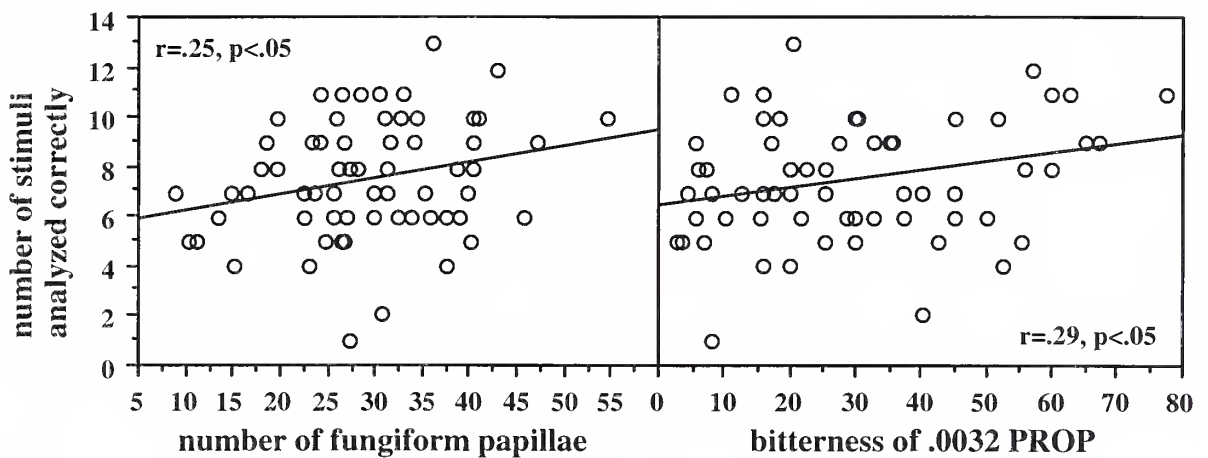 number of stimuli
analyzed correctly
14
12
10
8
6
4
2
0
r=.25, p<.05
r=.29, p<.05
5 10 15 20 25 30 35 40 45 50 55 0 10 20 30 40 50 60 70 80
number of fungiform papillae
bitterness of .0032 PROP